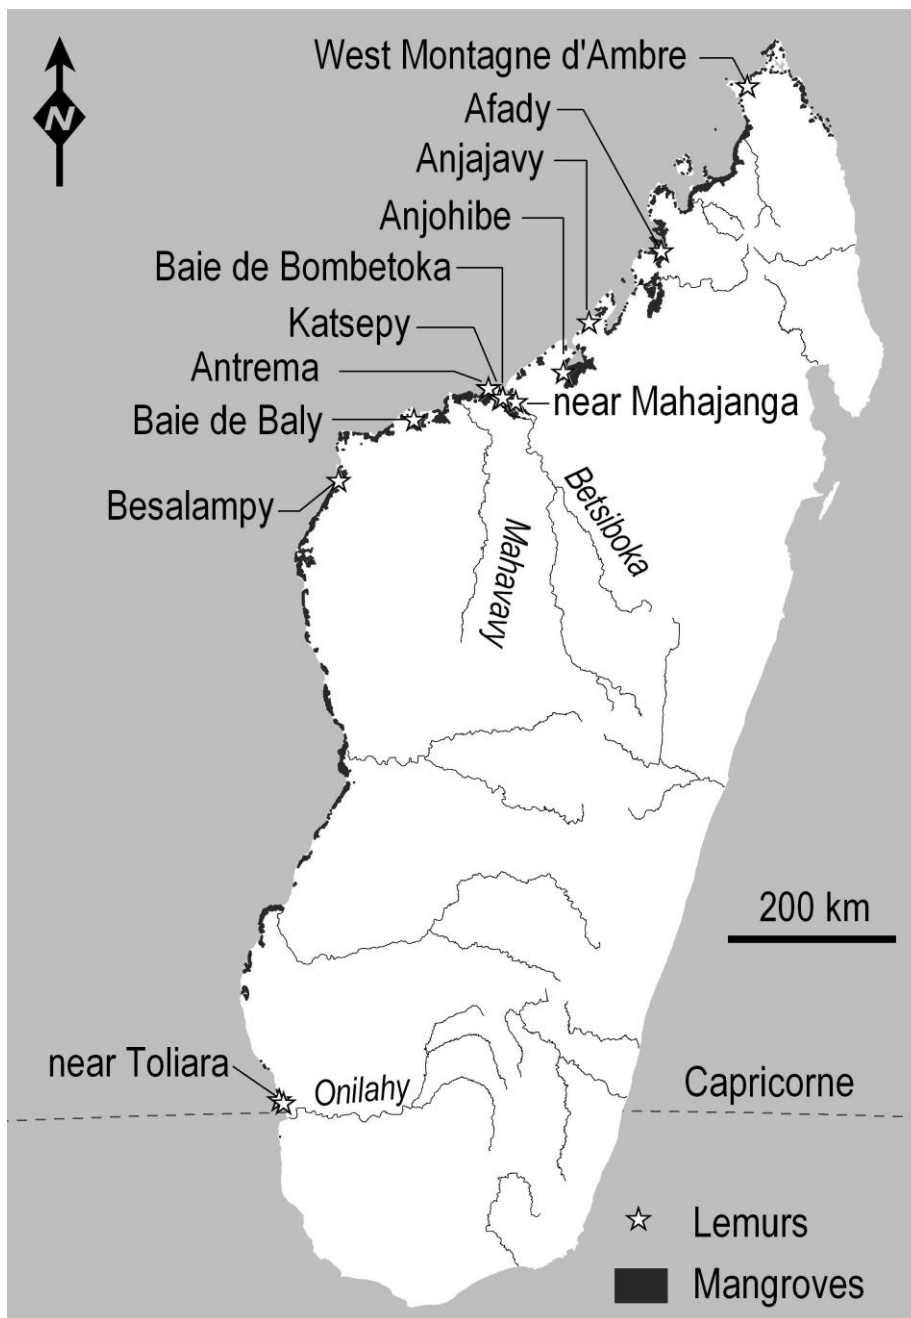 N
West Montagne d'Ambre
Afady
Anjajavy
Anjohibe
Baie de Bombetoka
Katsepy
Antrema
near Mahajanga
Baie de Baly
Besalampy
Betsiboka
Mahavavy
200 km
near Toliara
Onilahy
Capricorne
Lemurs
Mangroves